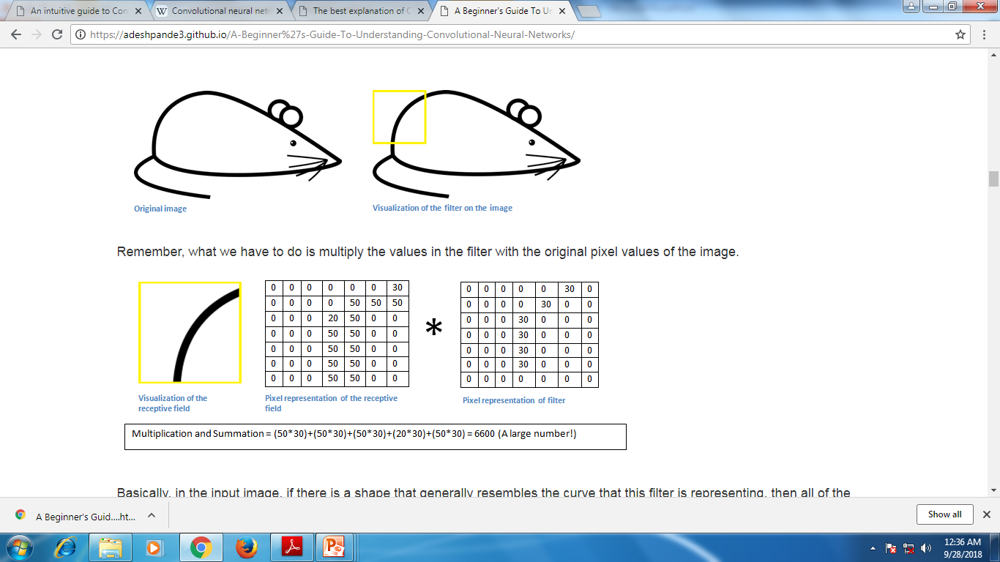 An intuitive guide to Con
Convolutional neural net
The best explanation of C
A Beginner's Guide To Un
https://adeshpande3.github.io/A-Beginner%27s-Guide-To-Understanding-Convolutional-Neural-Networks/
Original image
Visualization of the filter on the image
Remember, what we have to do is multiply the values in the filter with the original pixel values of the image.
0 0 0 0 0 0 30
0 0 0 0 50 50 50
0 0 0 20 50 0 0
0 0 0 50 50 0 0
0 0 0 50 50 0 0
0 0 0 50 50 0 0
0 0 0 50 50 0 0
*
0 0 0 0 0 30 0
0 0 0 0 30 0 0
0 0 0 30 0 0 0
0 0 0 30 0 0 0
0 0 0 30 0 0 0
0 0 0 30 0 0 0
0 0 0 0 0 0 0
Visualization of the
receptive field
Pixel representation of the receptive
field
Pixel representation of filter
Multiplication and Summation = (50*30)+(50*30)+(50*30)+(20*30)+(50*30) = 6600 (A large number!)
Basically, in the input image, if there is a shape that generally resembles the curve that this filter is representing, then all of the
A Beginner's Guid....ht...
Show all
12:36 AM
9/28/2018